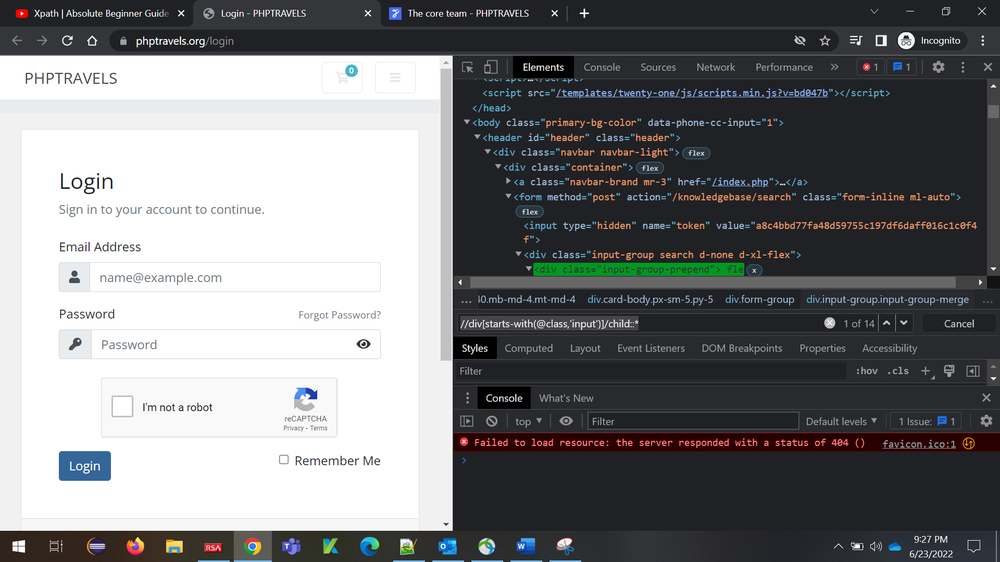 Xpath | Absolute Beginner Guide
Login - PHPTRAVELS
The core team - PHPTRAVELS
phptravels.org/login
Incognito
PHPTRAVELS
0
Login
Sign in to your account to continue.
Email Address
name@example.com
Password
Forgot Password?
Password
I'm not a robot
reCAPTCHA
Privacy - Terms
Login
Remember Me
Elements
Console
Sources
Network
Performance
1
1
<script>…</script>
<script src="/templates/twenty-one/js/scripts.min.js?v=bd047b"></script>
</head>
<body class="primary-bg-color" data-phone-cc-input="1">
<header id="header" class="header">
<div class="navbar navbar-light"> flex
<div class="container"> flex
<a class="navbar-brand mr-3" href="/index.php">…</a>
<form method="post" action="/knowledgebase/search" class="form-inline ml-auto">
flex
<input type="hidden" name="token" value="a8c4bbd77fa48d59755c197df6daff016c1c0f4
f">
<div class="input-group search d-none d-xl-flex">
<div class="input-group-prepend"> fle x
... 40.mb-md-4.mt-md-4 div.card-body.px-sm-5.py-5 div.form-group div.input-group.input-group-merge ...
//div[starts-with(@class,'input')]/child::*
1 of 14
Cancel
Styles
Computed
Layout
Event Listeners
DOM Breakpoints
Properties
Accessibility
Filter
:hov .cls
Console
What's New
top
Filter
Default levels
1 Issue: 1
Failed to load resource: the server responded with a status of 404 () favicon.ico:1
RSA
9:27 PM
6/23/2022